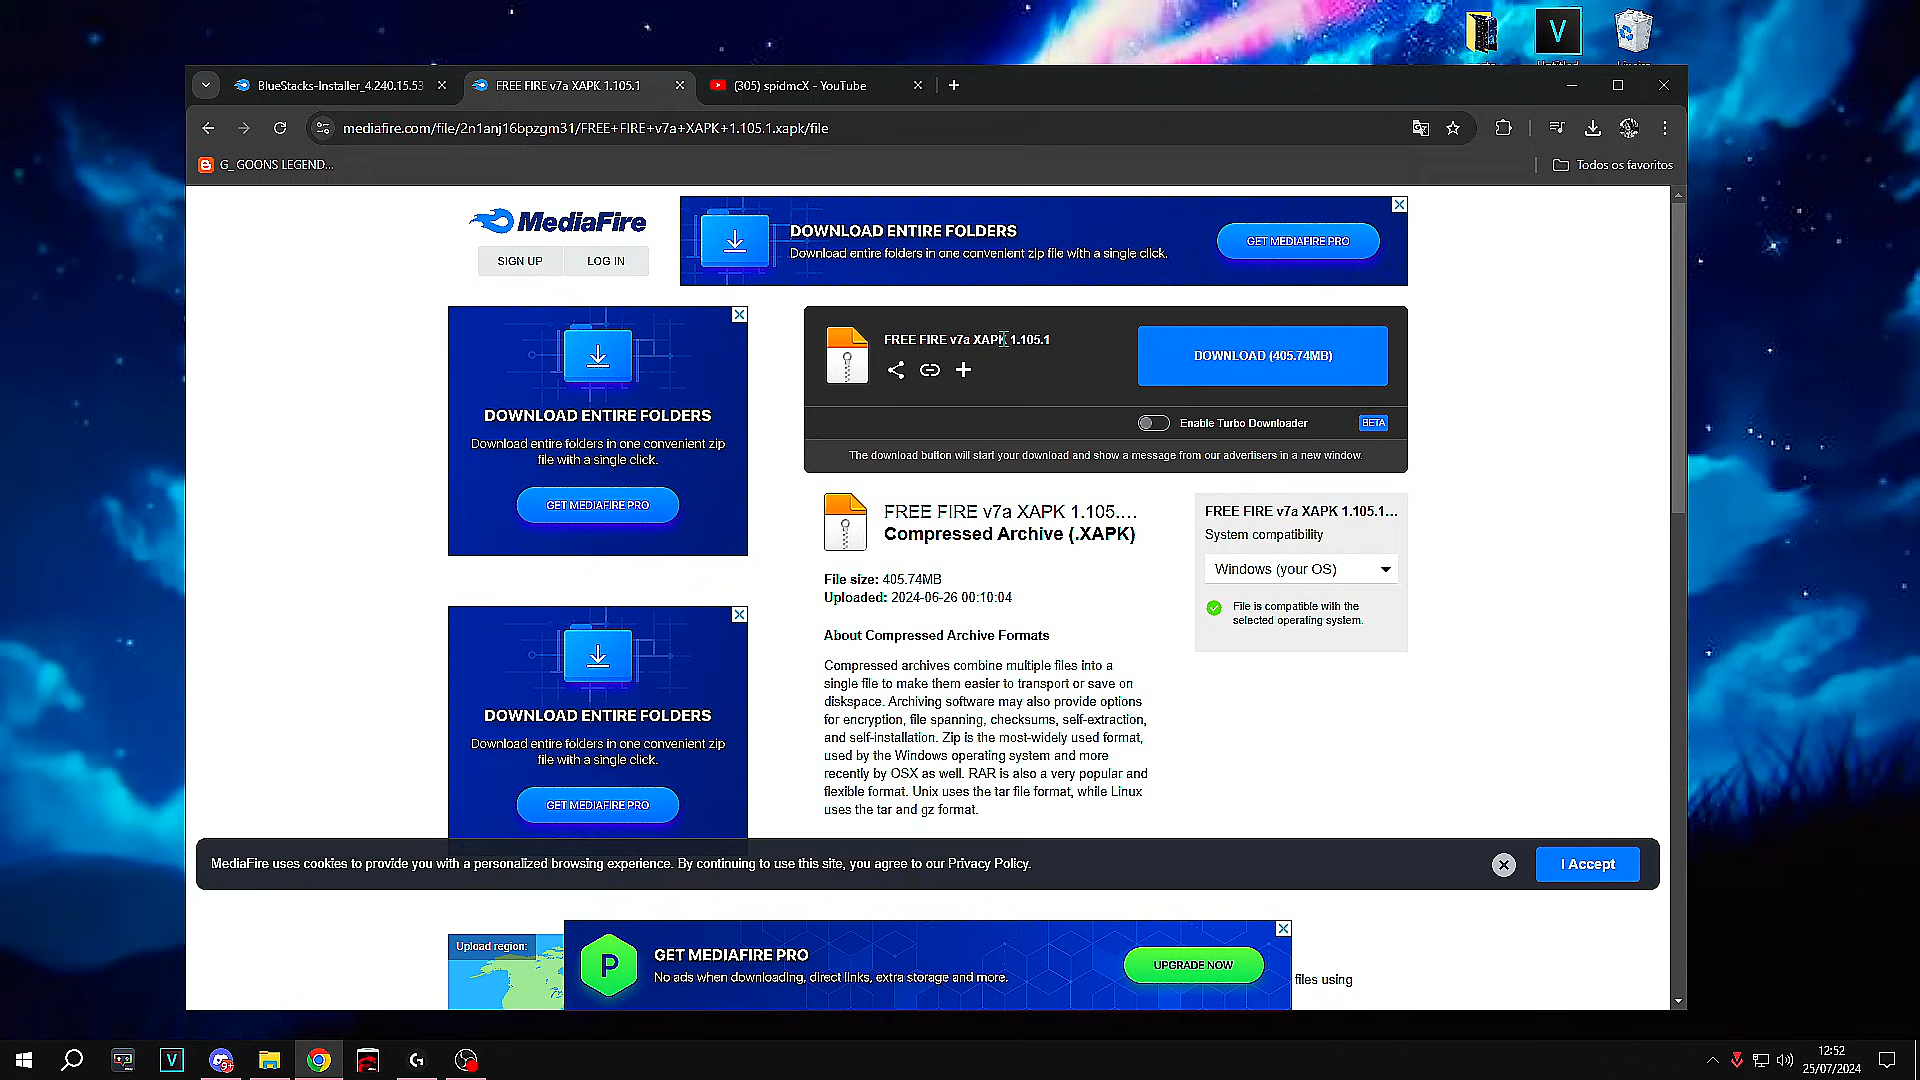 BlueStacks-Installer_4.240.15.53
FREE FIRE v7a XAPK 1.105.1
(305) spidmcX - YouTube
mediafire.com/file/2n1anj16bpzgm31/FREE+FIRE+v7a+XAPK+1.105.1.xapk/file
G_ GOONS LEGEND...
Todos os favoritos
MediaFire
SIGN UP
LOG IN
DOWNLOAD ENTIRE FOLDERS
Download entire folders in one convenient zip file with a single click.
GET MEDIAFIRE PRO
DOWNLOAD ENTIRE FOLDERS
Download entire folders in one convenient zip
file with a single click.
GET MEDIAFIRE PRO
FREE FIRE v7a XAPK 1.105.1
DOWNLOAD (405.74MB)
Enable Turbo Downloader
BETA
The download button will start your download and show a message from our advertisers in a new window.
FREE FIRE v7a XAPK 1.105....
Compressed Archive (.XAPK)
File size: 405.74MB
Uploaded: 2024-06-26 00:10:04
About Compressed Archive Formats
Compressed archives combine multiple files into a
single file to make them easier to transport or save on
diskspace. Archiving software may also provide options
for encryption, file spanning, checksums, self-extraction,
and self-installation. Zip is the most-widely used format,
used by the Windows operating system and more
recently by OSX as well. RAR is also a very popular and
flexible format. Unix uses the tar file format, while Linux
uses the tar and gz format.
FREE FIRE v7a XAPK 1.105.1...
System compatibility
Windows (your OS)
File is compatible with the
selected operating system.
DOWNLOAD ENTIRE FOLDERS
Download entire folders in one convenient zip
file with a single click.
GET MEDIAFIRE PRO
MediaFire uses cookies to provide you with a personalized browsing experience. By continuing to use this site, you agree to our Privacy Policy.
I Accept
Upload region:
P
GET MEDIAFIRE PRO
No ads when downloading, direct links, extra storage and more.
UPGRADE NOW
files using
9+
12:52
25/07/2024